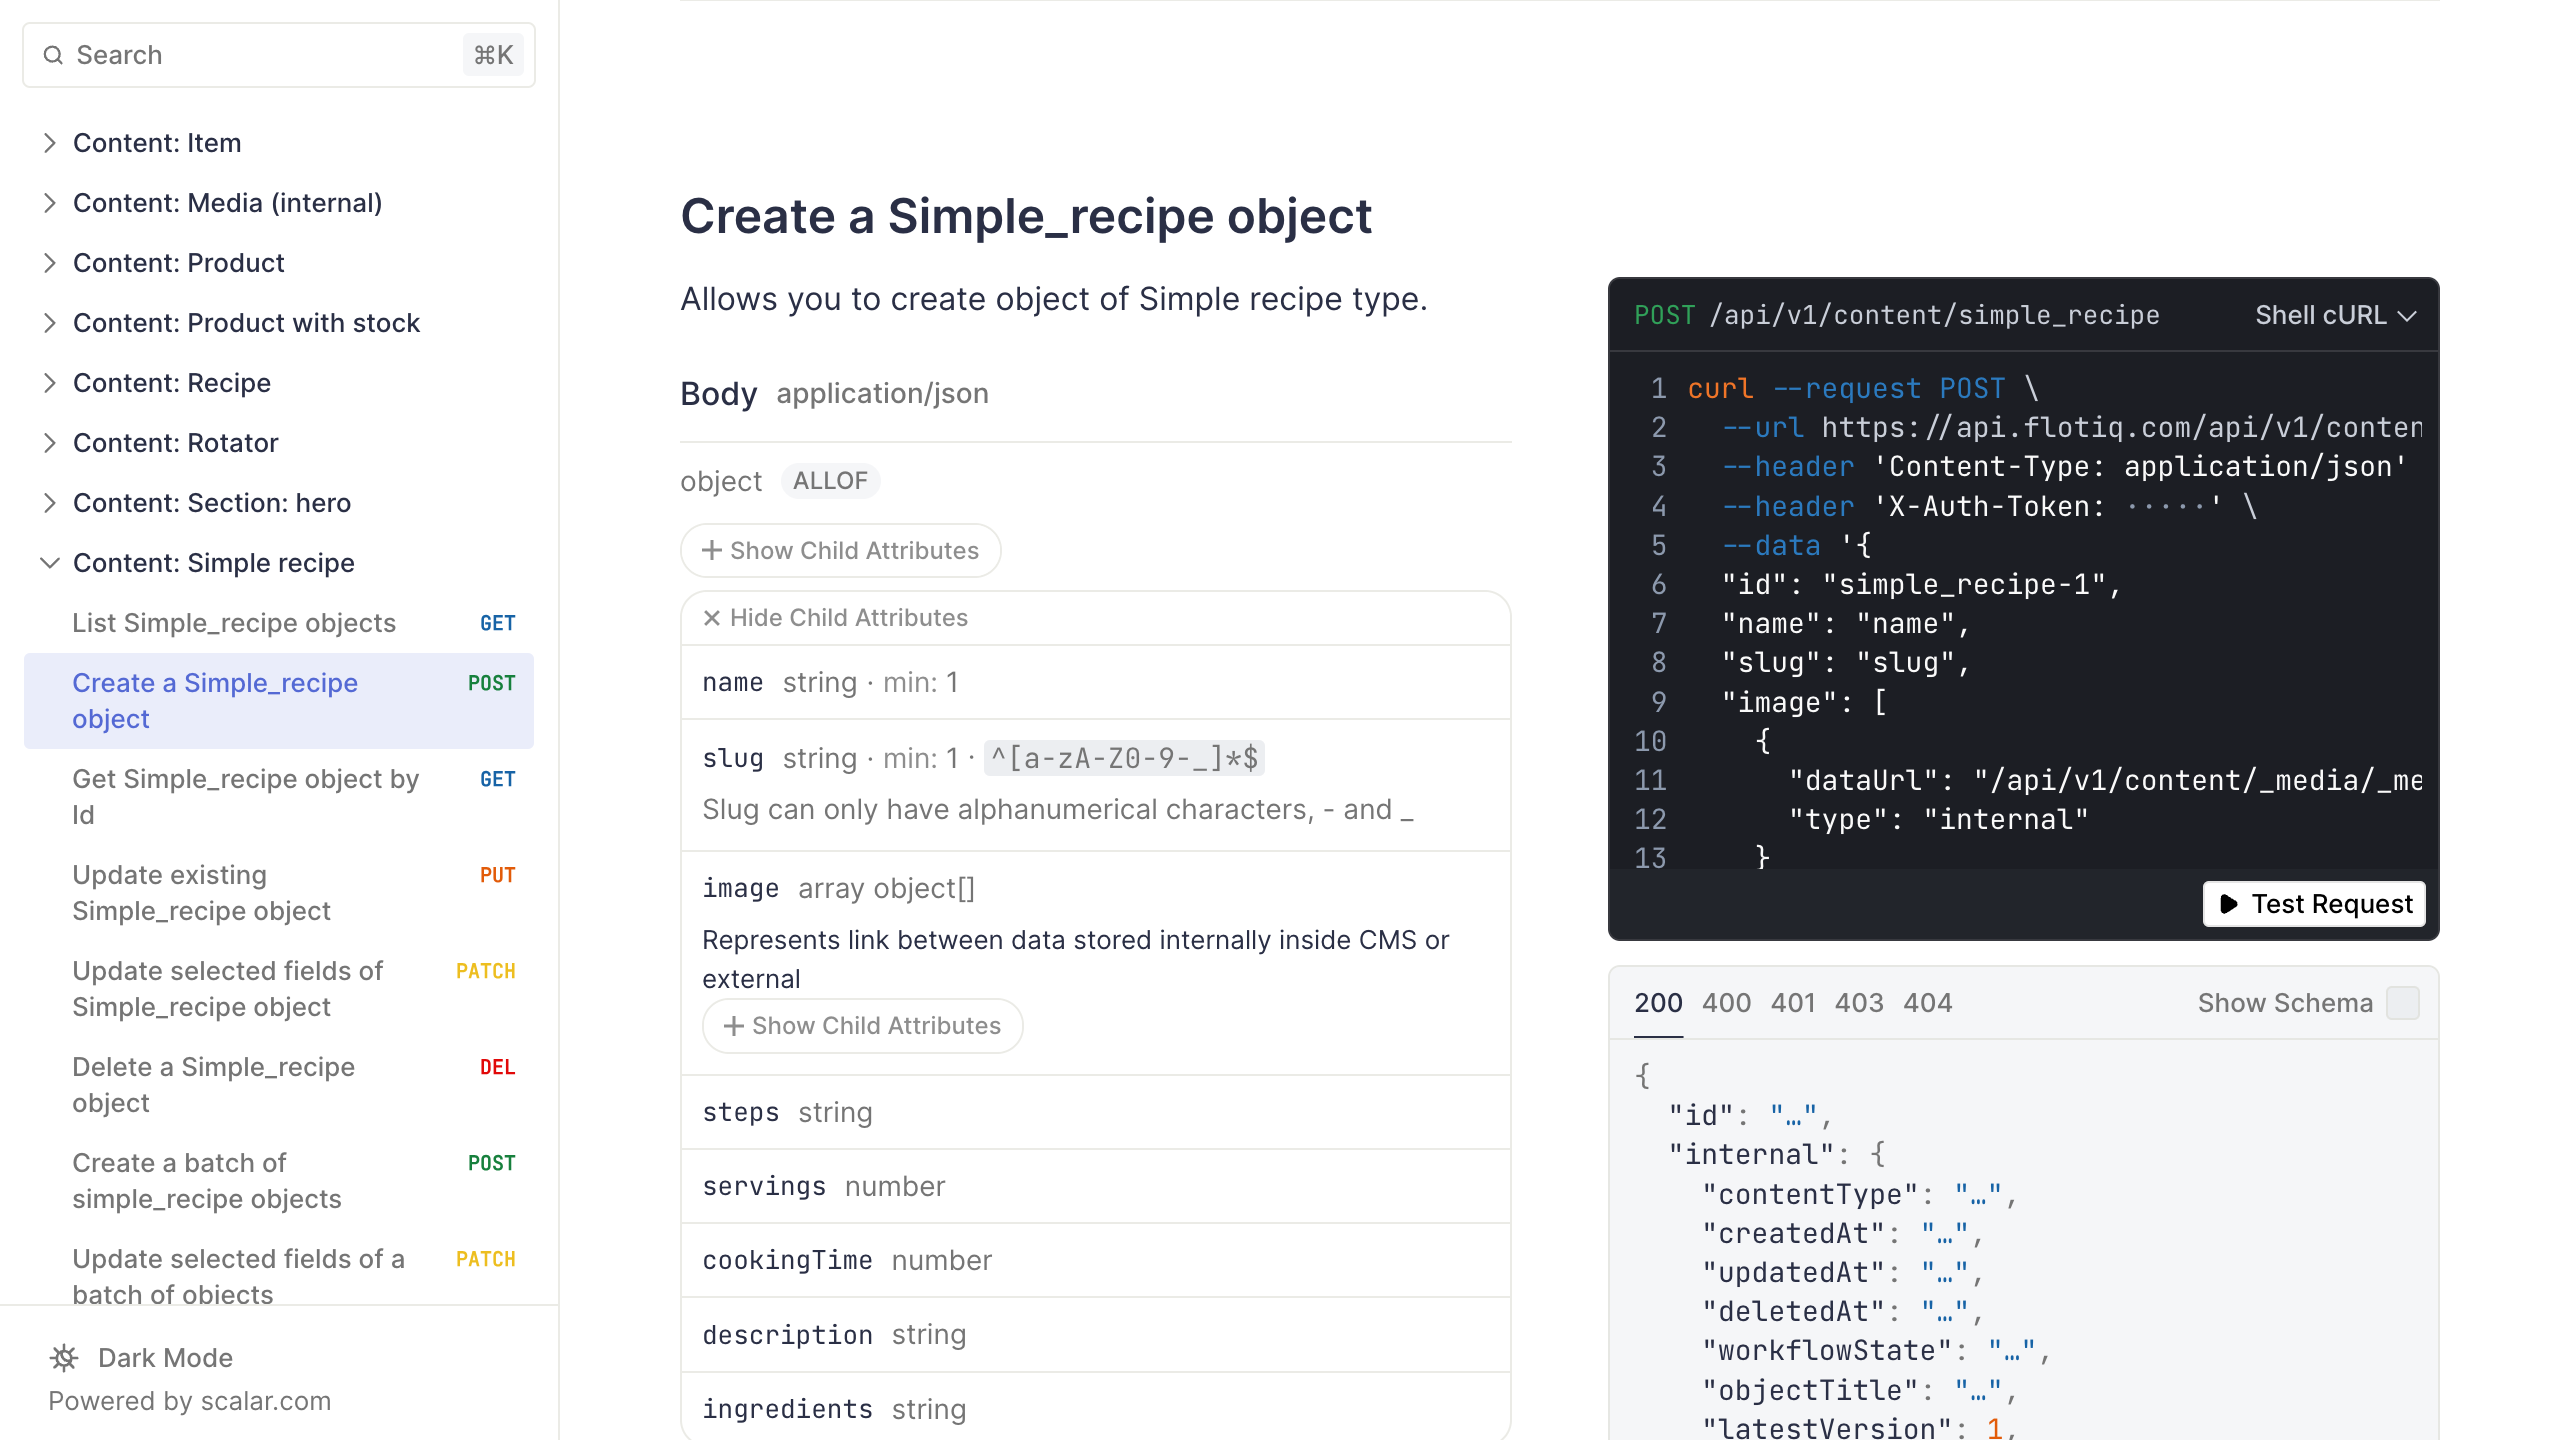 Search ⌘K
Content: Item
Content: Media (internal)
Content: Product
Content: Product with stock
Content: Recipe
Content: Rotator
Content: Section: hero
Content: Simple recipe
List Simple_recipe objects GET
Create a Simple_recipe POST
object
Get Simple_recipe object by GET
Id
Update existing PUT
Simple_recipe object
Update selected fields of PATCH
Simple_recipe object
Delete a Simple_recipe DEL
object
Create a batch of POST
simple_recipe objects
Update selected fields of a PATCH
batch of objects
Dark Mode
Powered by scalar.com
Create a Simple_recipe object
Allows you to create object of Simple recipe type.
Body application/json
object ALLOF
Show Child Attributes
Hide Child Attributes
name string · min: 1
slug string · min: 1 · ^[a-zA-Z0-9-_]*$
Slug can only have alphanumerical characters, - and _
image array object[]
Represents link between data stored internally inside CMS or
external
Show Child Attributes
steps string
servings number
cookingTime number
description string
ingredients string
POST /api/v1/content/simple_recipe Shell cURL
1 curl --request POST \
2 --url https://api.flotiq.com/api/v1/conten
3 --header 'Content-Type: application/json'
4 --header 'X-Auth-Token: ·····' \
5 --data '{
6 "id": "simple_recipe-1",
7 "name": "name",
8 "slug": "slug",
9 "image": [
10 {
11 "dataUrl": "/api/v1/content/_media/_me
12 "type": "internal"
13 }
Test Request
200 400 401 403 404 Show Schema
{
"id": "…",
"internal": {
"contentType": "…",
"createdAt": "…",
"updatedAt": "…",
"deletedAt": "…",
"workflowState": "…",
"objectTitle": "…",
"latestVersion": 1,